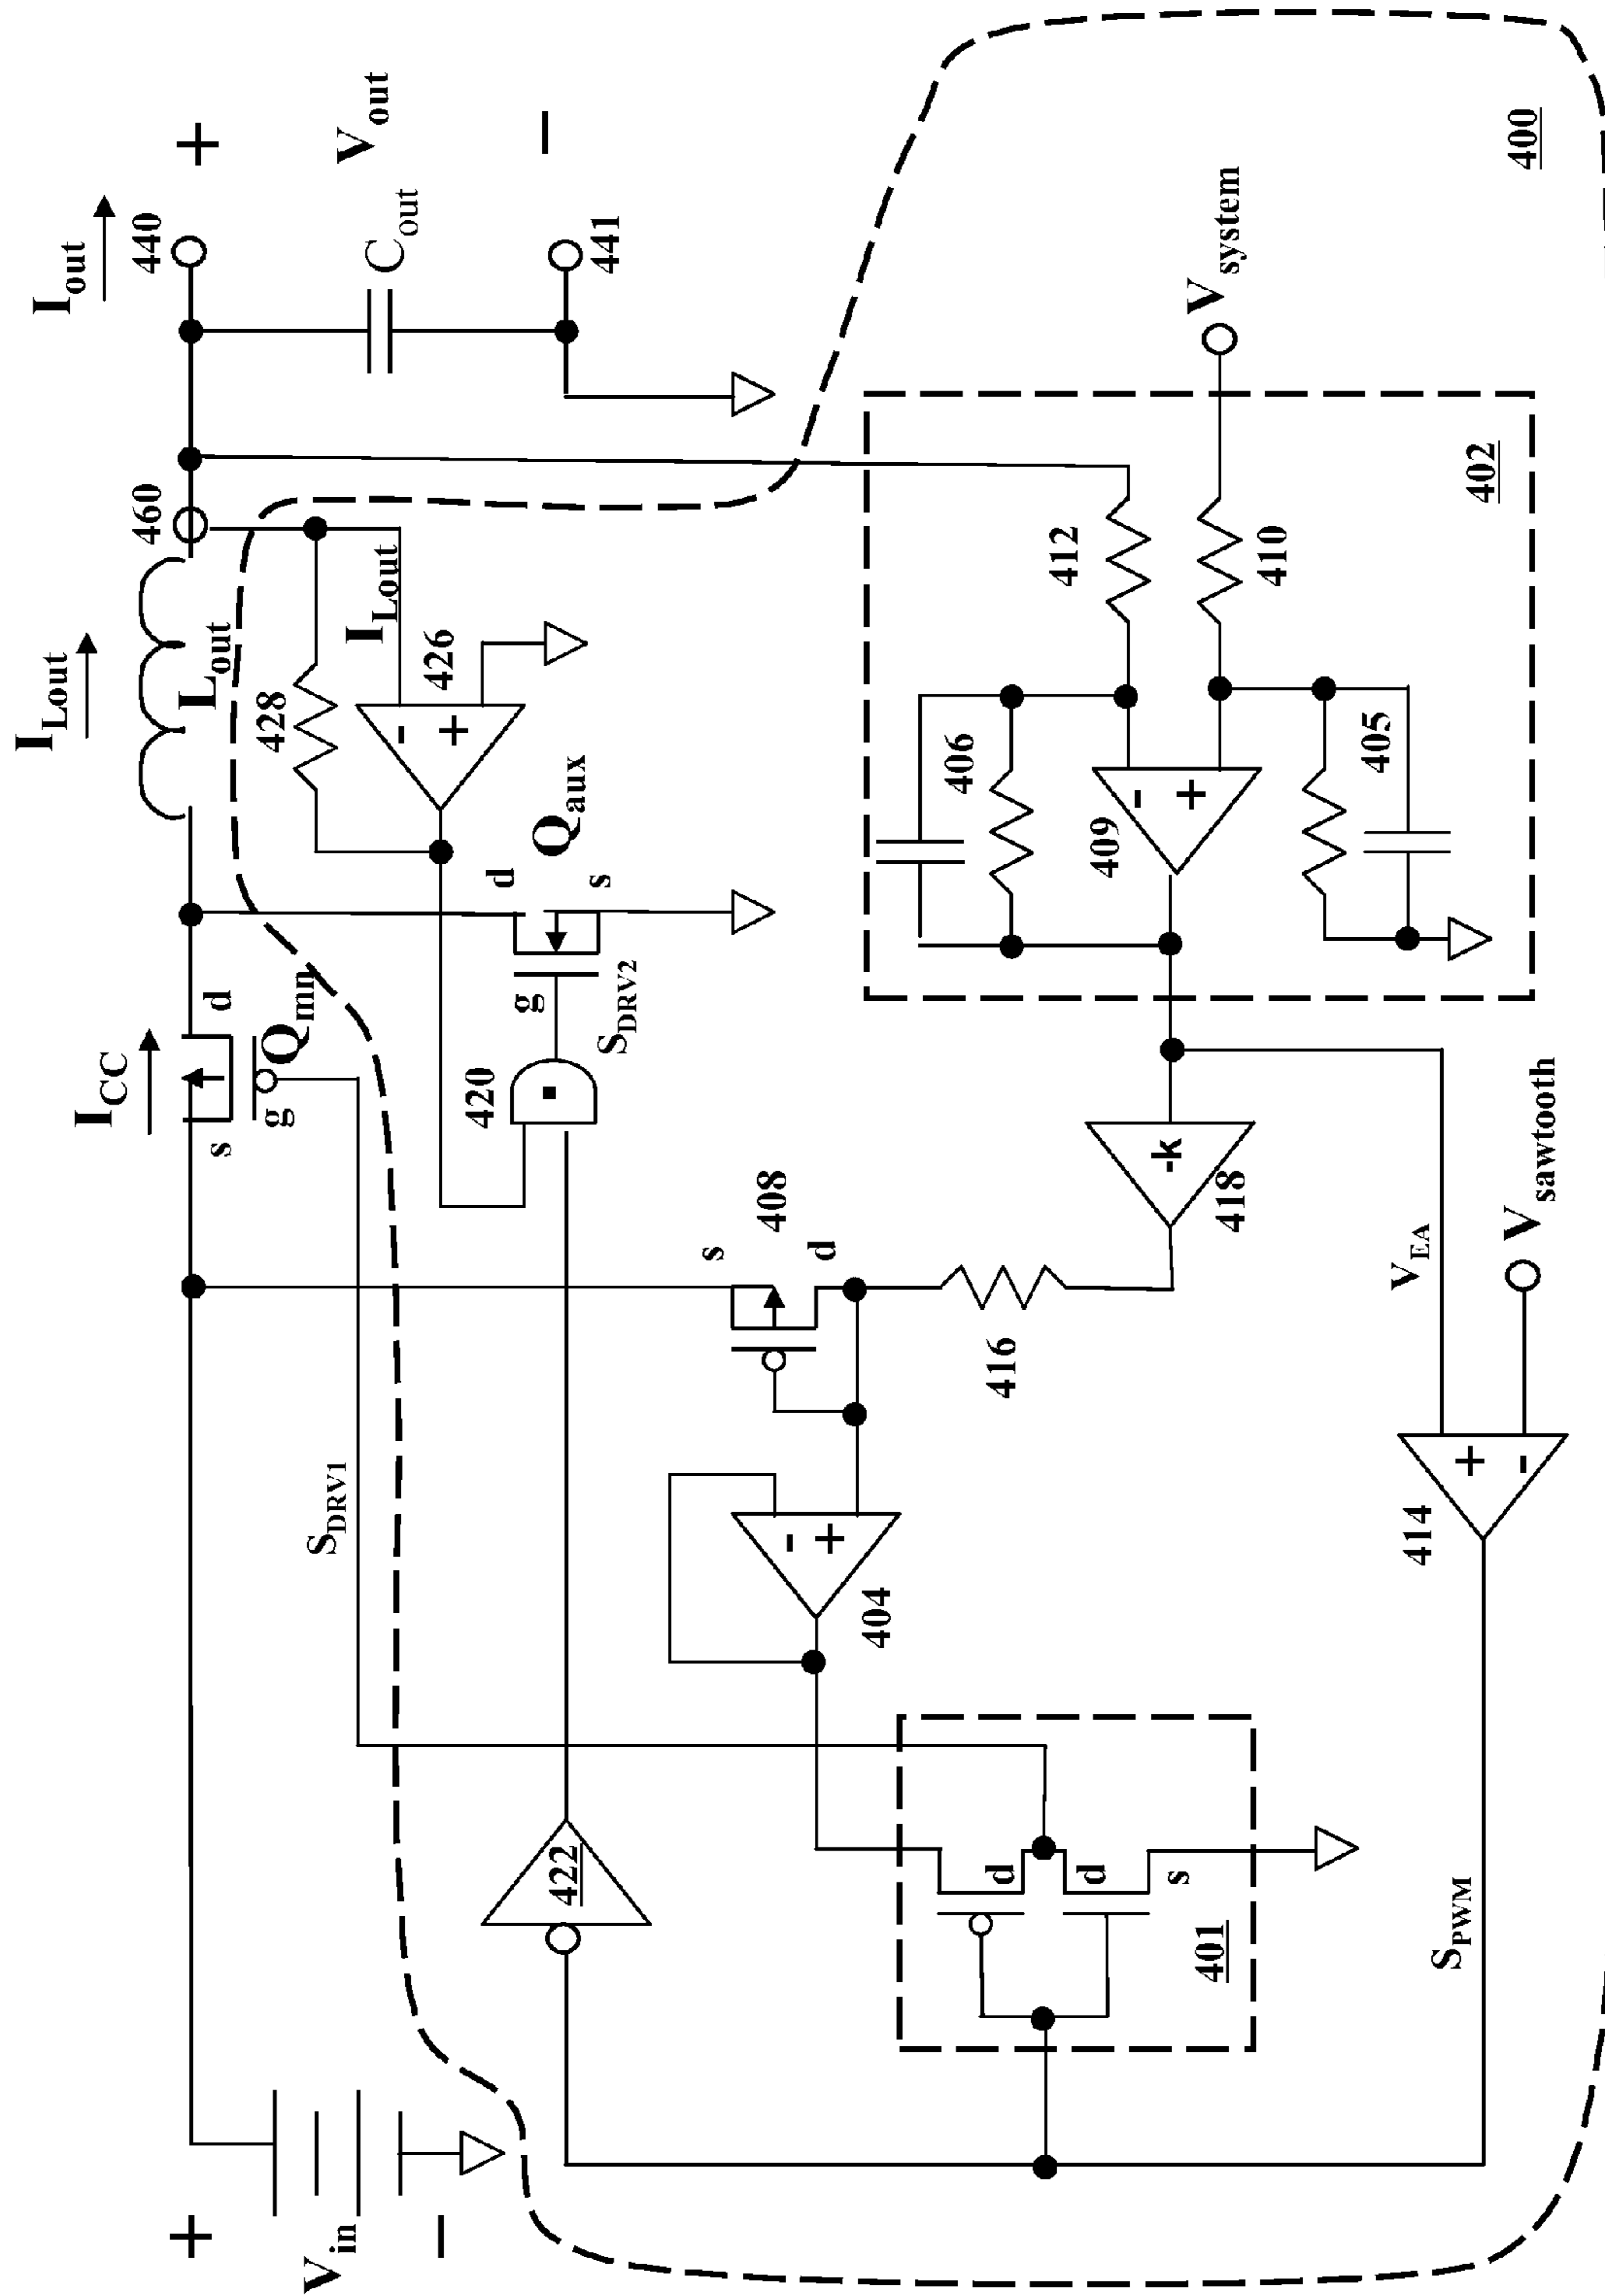 I_Lout
I_out
I_CC
L_out
460
440
+
V_out
C_out
−
441
+
V_in
−
s
d
g
Q_mn
S_DRV1
428
I_Lout
426
-
+
Q_aux
d
s
g
S_DRV2
420
422
408
s
d
404
-
+
416
-k
418
401
d
d
s
402
406
412
409
-
+
410
405
V_system
V_EA
V_sawtooth
+
-
414
S_PWM
400